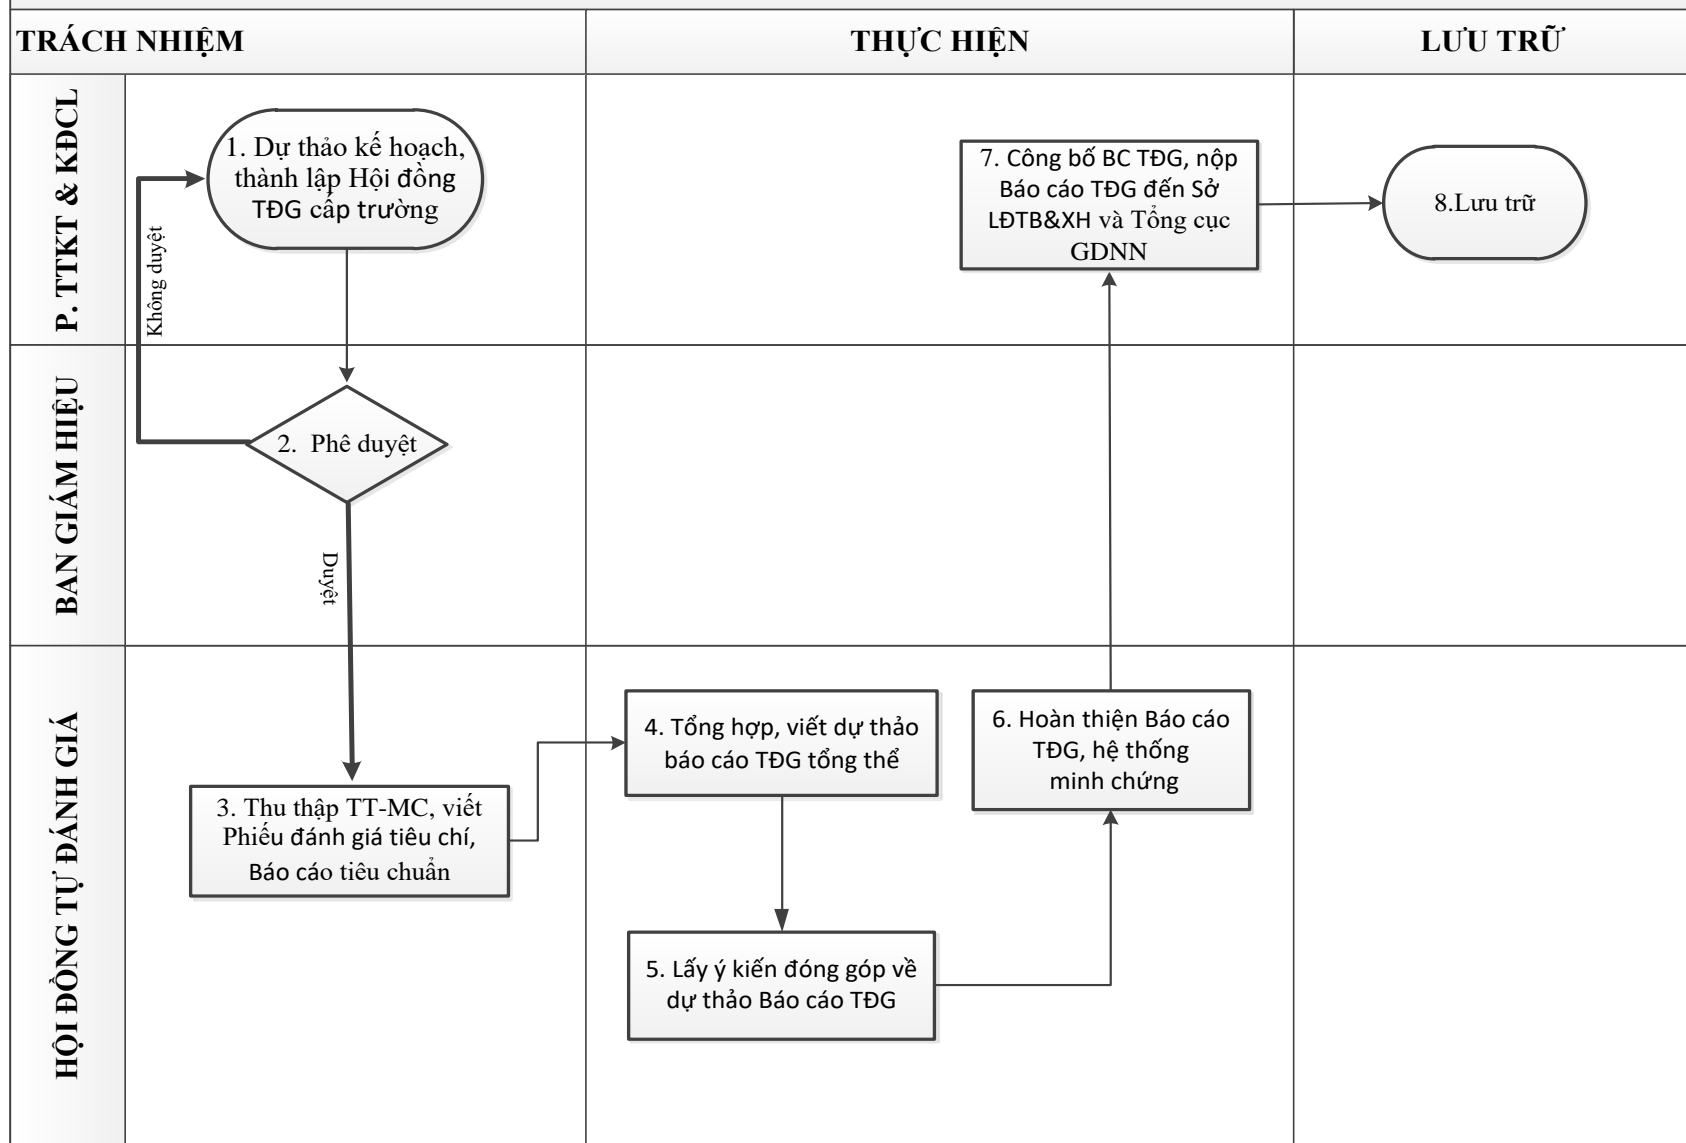 TRÁCH NHIỆM
THỰC HIỆN
LƯU TRỮ
P. TTKT & KĐCL
1. Dự thảo kế hoạch,
thành lập Hội đồng
TĐG cấp trường
Không duyệt
7. Công bố BC TĐG, nộp
Báo cáo TĐG đến Sở
LĐTB&XH và Tổng cục
GDNN
8.Lưu trữ
BAN GIÁM HIỆU
2. Phê duyệt
Duyệt
HỘI ĐỒNG TỰ ĐÁNH GIÁ
3. Thu thập TT-MC, viết
Phiếu đánh giá tiêu chí,
Báo cáo tiêu chuẩn
4. Tổng hợp, viết dự thảo
báo cáo TĐG tổng thể
5. Lấy ý kiến đóng góp về
dự thảo Báo cáo TĐG
6. Hoàn thiện Báo cáo
TĐG, hệ thống
minh chứng